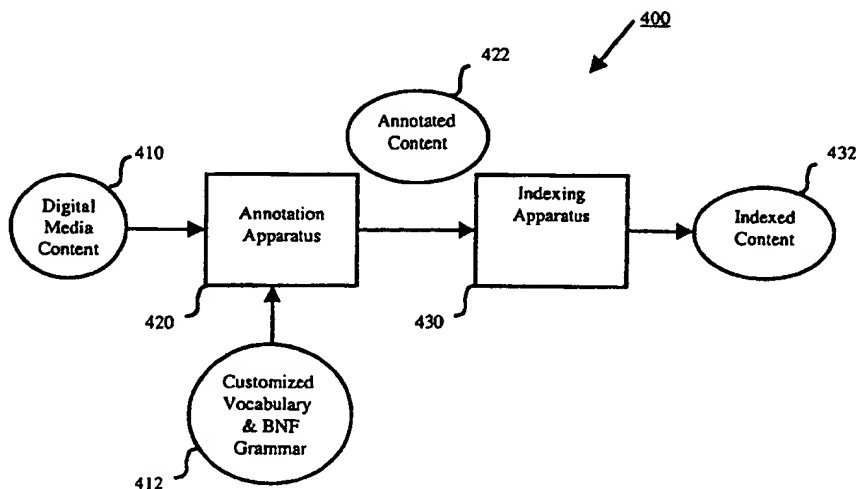 400
422
Annotated
Content
410
432
Digital
Media
Content
Annotation
Apparatus
Indexing
Apparatus
Indexed
Content
420
430
Customized
Vocabulary
& BNF
Grammar
412